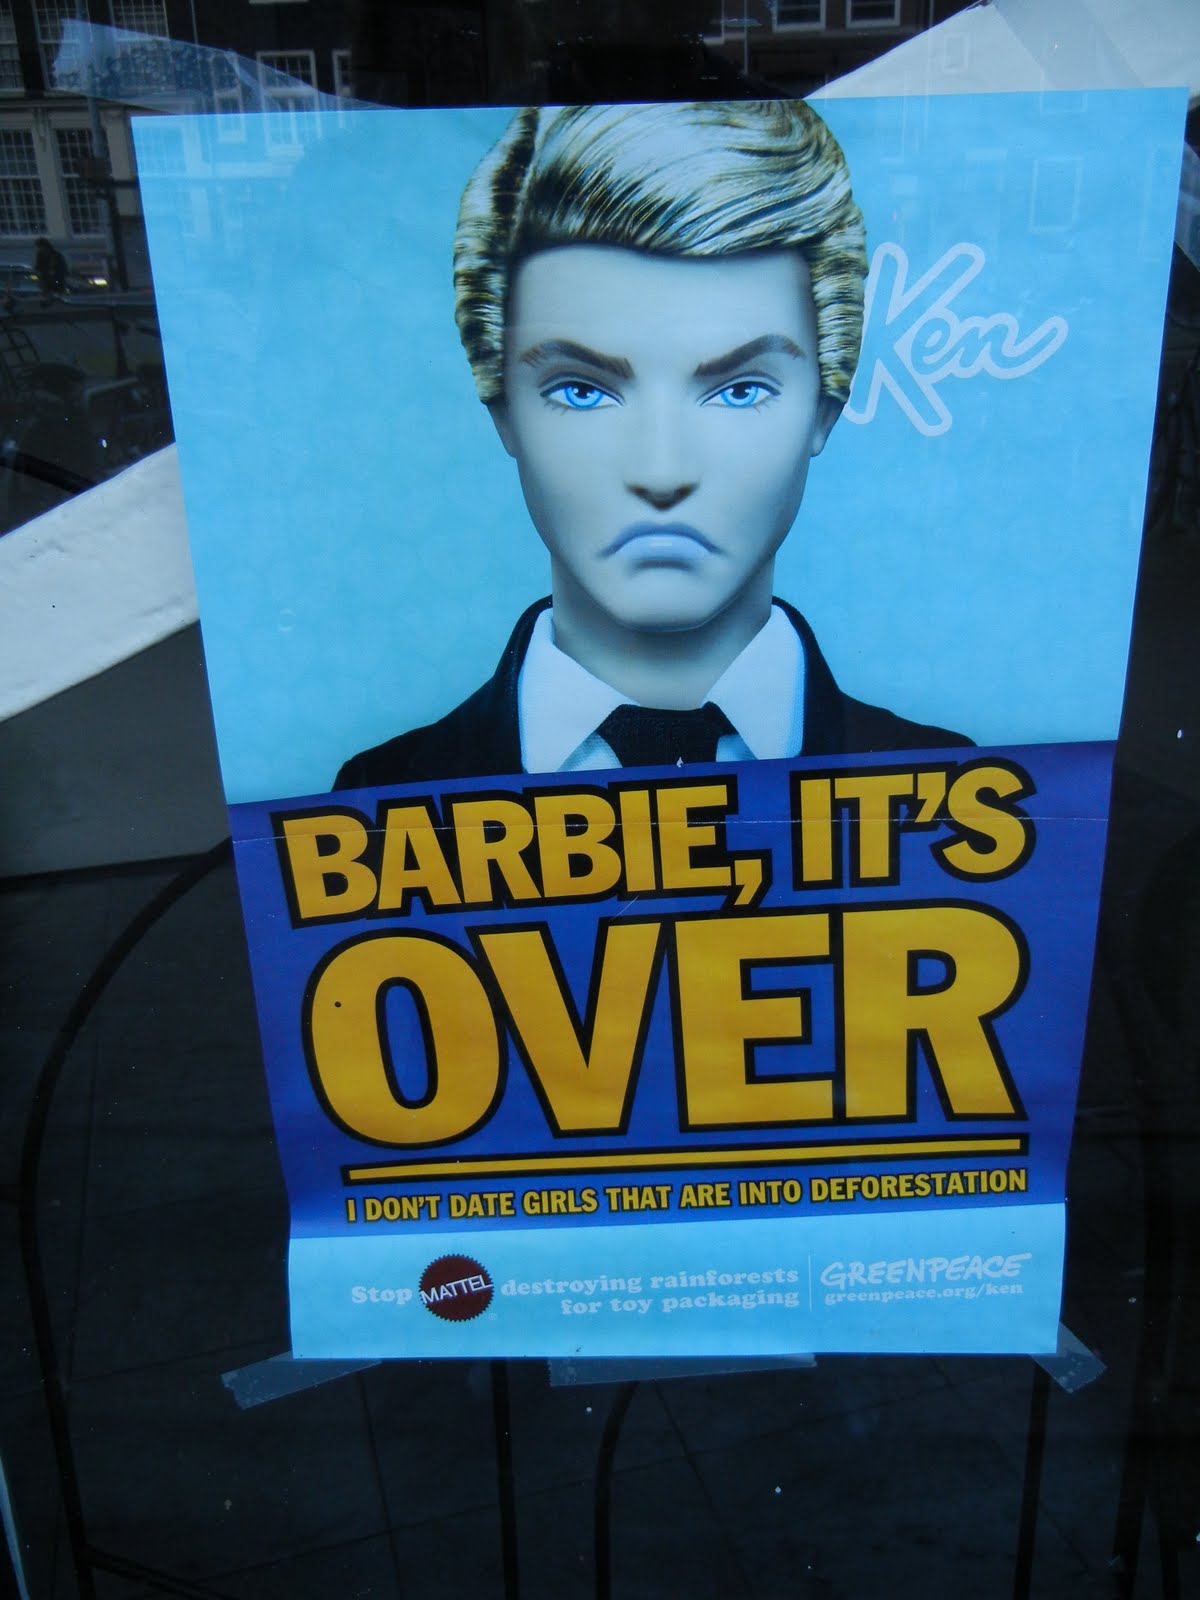 Ken
BARBIE, IT'S
OVER
I DON'T DATE GIRLS THAT ARE INTO DEFORESTATION
Stop MATTEL destroying rainforests
for toy packaging
GREENPEACE
greenpeace.org/ken